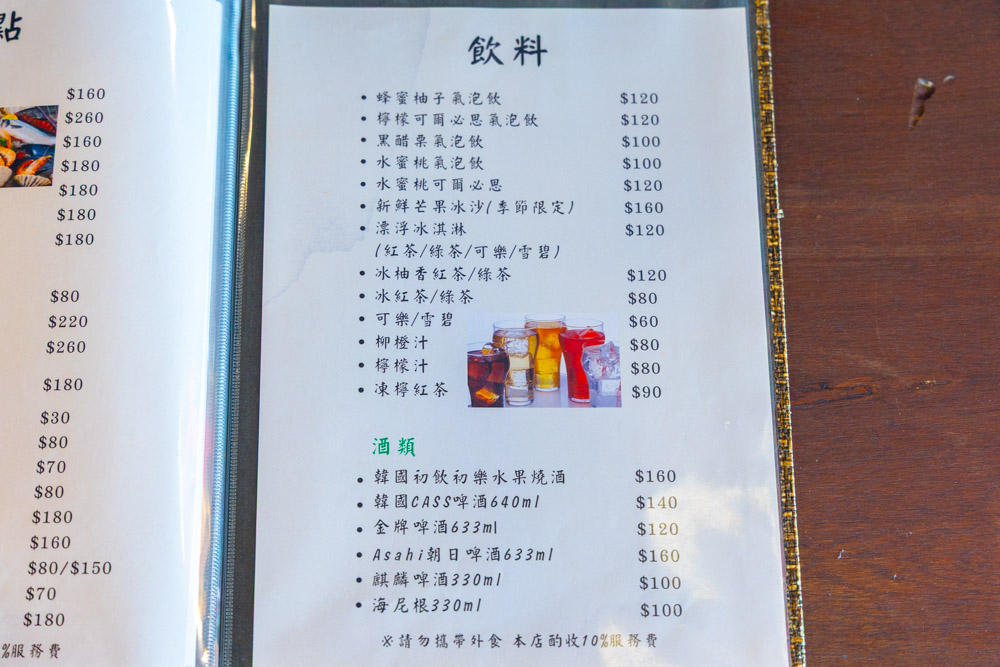 點
$160
$260
$160
$180
$180
$180
$180
$80
$220
$260
$180
$30
$80
$70
$80
$180
$160
$80/$150
$70
$180
%服務費
飲料
• 蜂蜜柚子氣泡飲 $120
• 檸檬可爾必思氣泡飲 $120
• 黑醋栗氣泡飲 $100
• 水蜜桃氣泡飲 $100
• 水蜜桃可爾必思 $120
• 新鮮芒果冰沙(季節限定) $160
• 漂浮冰淇淋 $120
(紅茶/綠茶/可樂/雪碧)
• 冰柚香紅茶/綠茶 $120
• 冰紅茶/綠茶 $80
• 可樂/雪碧 $60
• 柳橙汁 $80
• 檸檬汁 $80
• 凍檸紅茶 $90
酒類
• 韓國初飲初樂水果燒酒 $160
• 韓國CASS啤酒640ml $140
• 金牌啤酒633ml $120
• Asahi朝日啤酒633ml $160
• 麒麟啤酒330ml $100
• 海尼根330ml $100
※請勿攜帶外食 本店酌收10%服務費